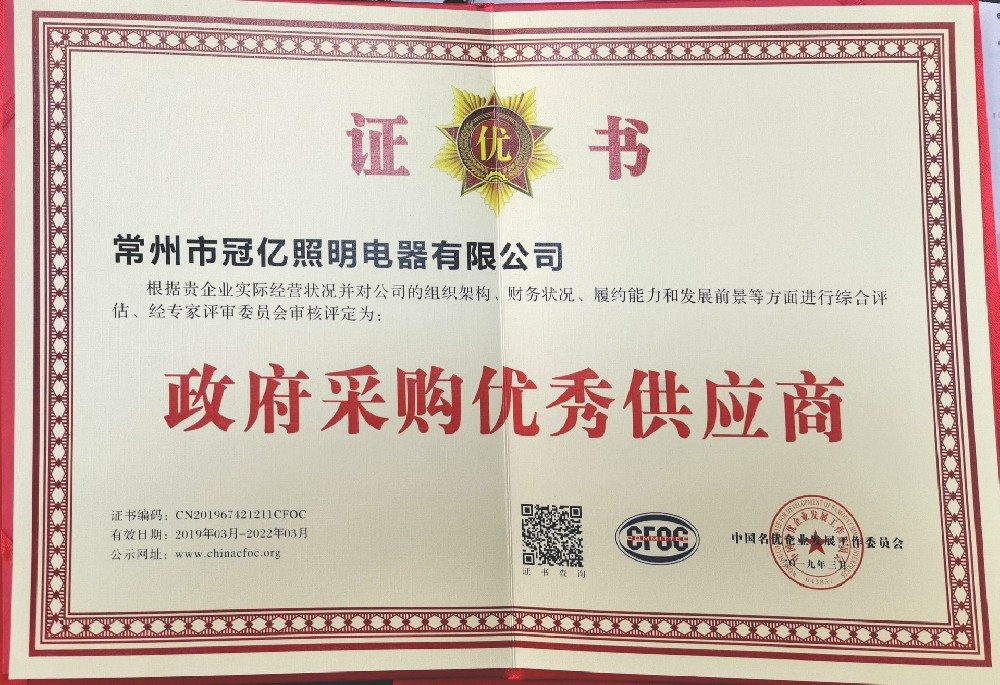 证 优 书
常州市冠亿照明电器有限公司
根据贵企业实际经营状况并对公司的组织架构、财务状况、履约能力和发展前景等方面进行综合评
估、经专家评审委员会审核评定为：
政府采购优秀供应商
证书编码：CN201967421211CFOC
有效日期：2019年03月-2022年03月
公示网址：www.chinacfoc.org
证书查询
CFOC
COMMITTEE
中国名优企业发展工作委员会
一九年三月